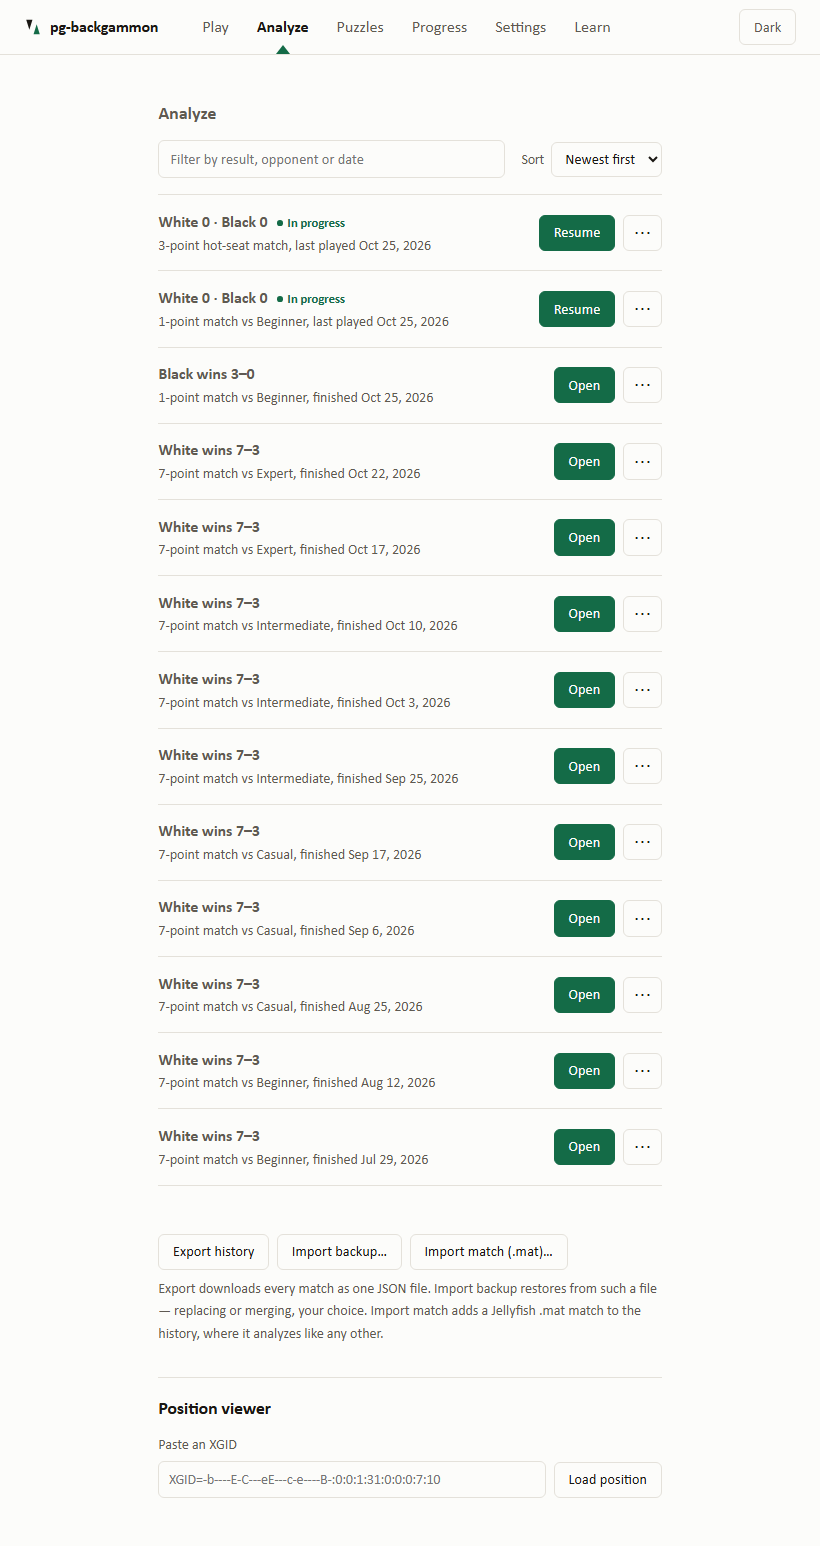 pg-backgammon Play Analyze Puzzles Progress Settings Learn Dark
Analyze
Filter by result, opponent or date Sort Newest first
White 0 · Black 0 In progress
3-point hot-seat match, last played Oct 25, 2026
Resume ···
White 0 · Black 0 In progress
1-point match vs Beginner, last played Oct 25, 2026
Resume ···
Black wins 3–0
1-point match vs Beginner, finished Oct 25, 2026
Open ···
White wins 7–3
7-point match vs Expert, finished Oct 22, 2026
Open ···
White wins 7–3
7-point match vs Expert, finished Oct 17, 2026
Open ···
White wins 7–3
7-point match vs Intermediate, finished Oct 10, 2026
Open ···
White wins 7–3
7-point match vs Intermediate, finished Oct 3, 2026
Open ···
White wins 7–3
7-point match vs Intermediate, finished Sep 25, 2026
Open ···
White wins 7–3
7-point match vs Casual, finished Sep 17, 2026
Open ···
White wins 7–3
7-point match vs Casual, finished Sep 6, 2026
Open ···
White wins 7–3
7-point match vs Casual, finished Aug 25, 2026
Open ···
White wins 7–3
7-point match vs Beginner, finished Aug 12, 2026
Open ···
White wins 7–3
7-point match vs Beginner, finished Jul 29, 2026
Open ···
Export history Import backup… Import match (.mat)…
Export downloads every match as one JSON file. Import backup restores from such a file
— replacing or merging, your choice. Import match adds a Jellyfish .mat match to the
history, where it analyzes like any other.
Position viewer
Paste an XGID
XGID=-b----E-C---eE---c-e----B-:0:0:1:31:0:0:0:7:10 Load position